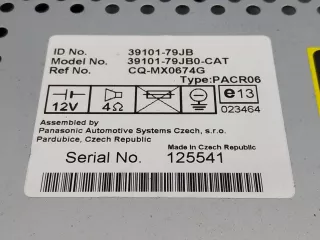 ID No. 39101-79JB
Model No. 39101-79JB0-CAT
Ref No. CQ-MX0674G
Type:PACR06
12V 4Ω e13
023464
Assembled by
Panasonic Automotive Systems Czech, s.r.o.
Pardubice, Czech Republic
Made in Czech Republic
Serial No. 125541